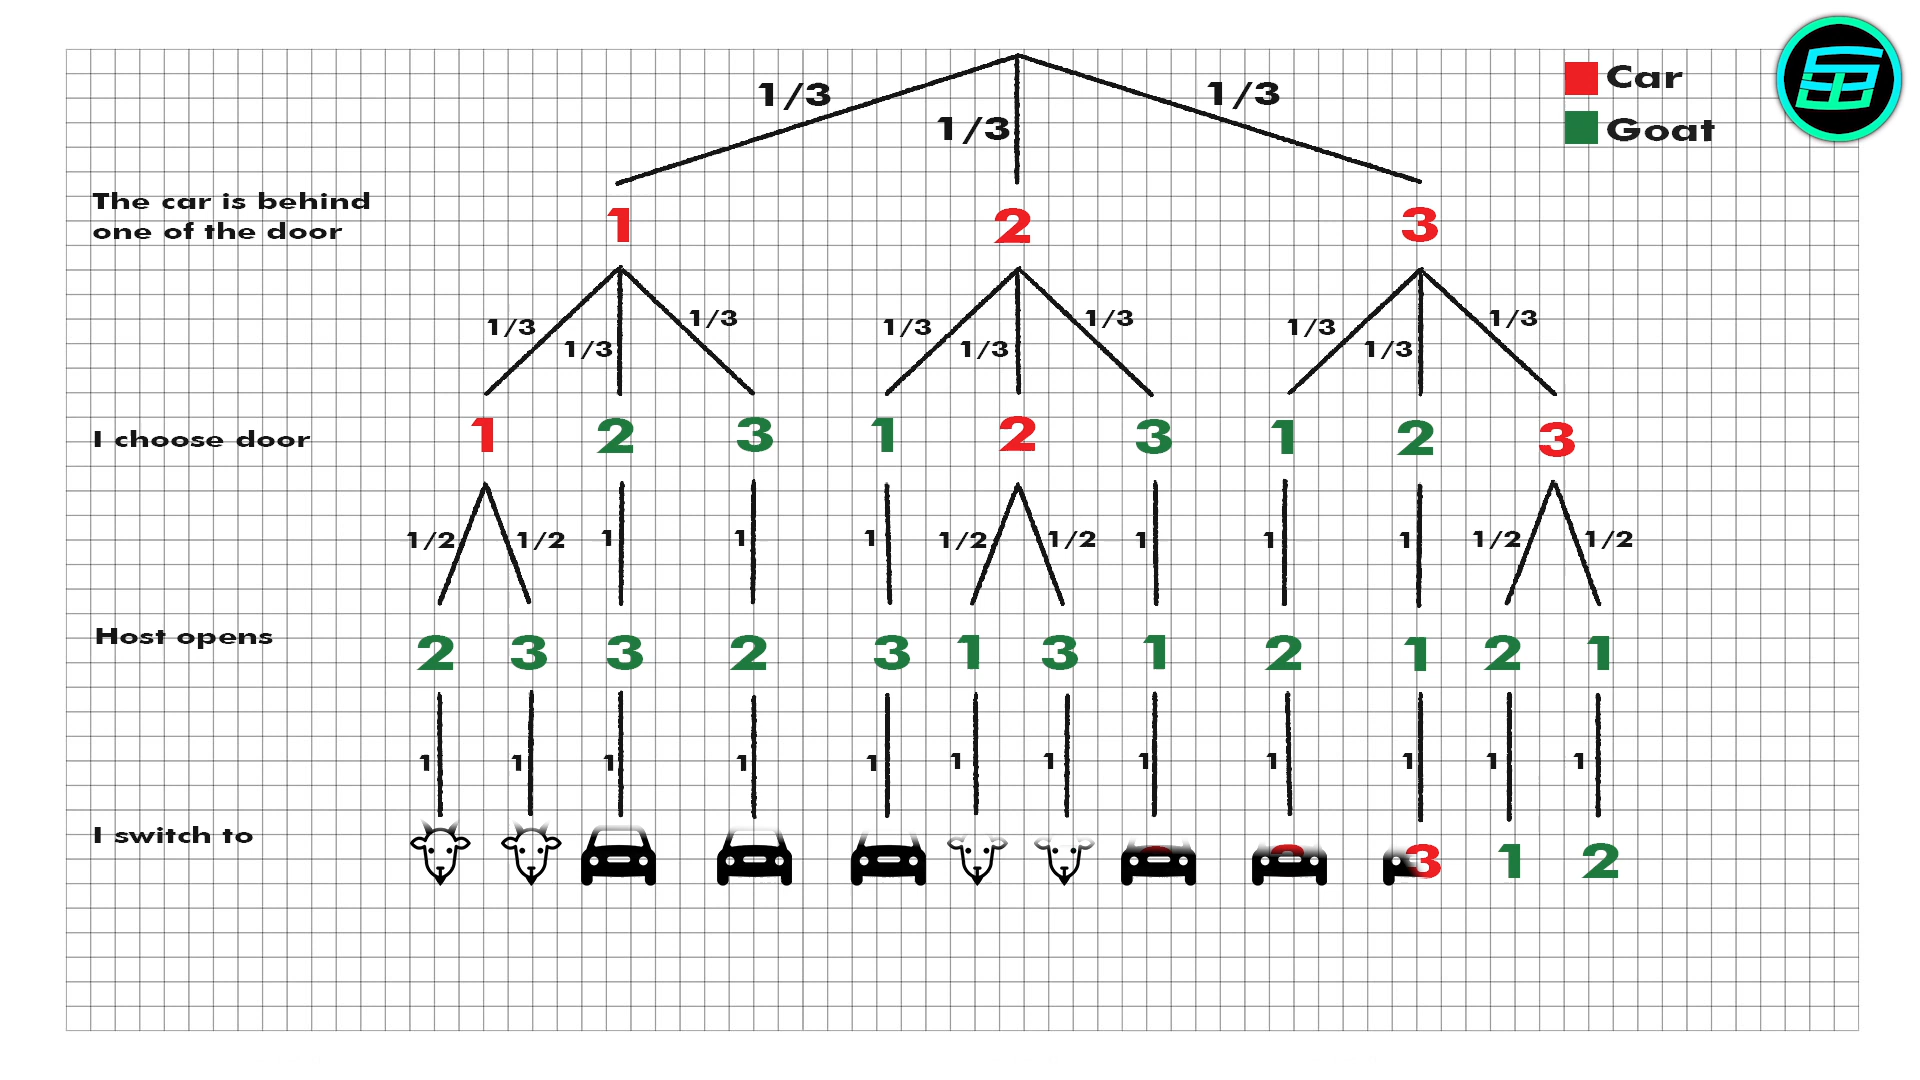 1/3 1/3 1/3
Car
Goat
The car is behind
one of the door
1 2 3
1/3 1/3 1/3 1/3 1/3 1/3 1/3 1/3 1/3
I choose door
1 2 3 1 2 3 1 2 3
1/2 1/2 1 1 1 1/2 1/2 1 1 1 1/2 1/2
Host opens
2 3 3 2 3 1 3 1 2 1 2 1
1 1 1 1 1 1 1 1 1 1 1 1
I switch to
3 1 2